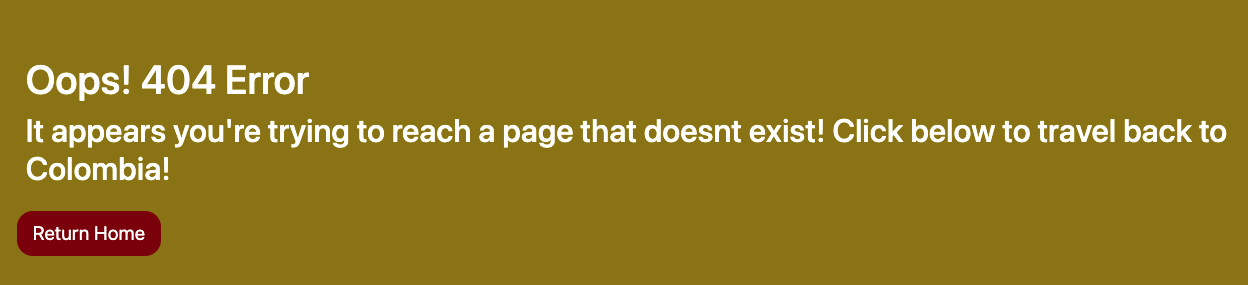 Oops! 404 Error
It appears you're trying to reach a page that doesnt exist! Click below to travel back to
Colombia!
Return Home